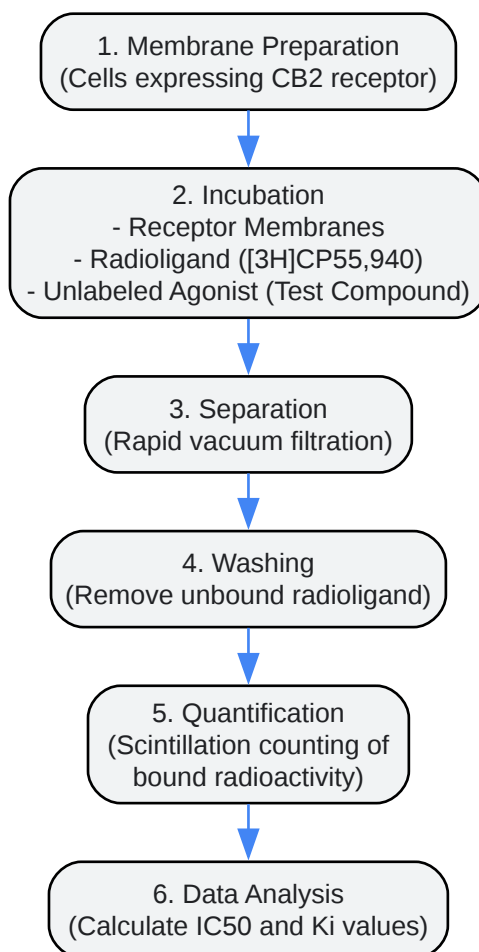 1. Membrane Preparation
(Cells expressing CB2 receptor)
2. Incubation
- Receptor Membranes
- Radioligand ([3H]CP55,940)
- Unlabeled Agonist (Test Compound)
3. Separation
(Rapid vacuum filtration)
4. Washing
(Remove unbound radioligand)
5. Quantification
(Scintillation counting of
bound radioactivity)
6. Data Analysis
(Calculate IC50 and Ki values)